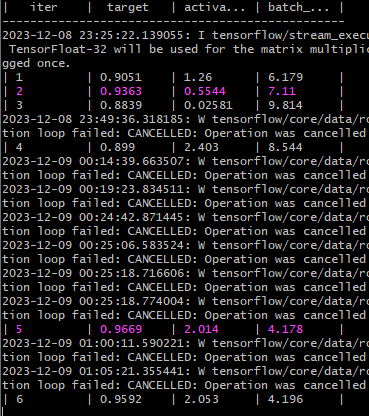 |   iter    |  target   | activa... | batch_... |
-------------------------------------------------
2023-12-08 23:25:22.139055: I tensorflow/stream_execu
TensorFloat-32 will be used for the matrix multiplic
gged once.
| 1         | 0.9051    | 1.26      | 6.179     |
| 2         | 0.9363    | 0.5544    | 7.11      |
| 3         | 0.8839    | 0.02581   | 9.814     |
2023-12-08 23:49:36.318185: W tensorflow/core/data/ro
tion loop failed: CANCELLED: Operation was cancelled
| 4         | 0.899     | 2.403     | 8.544     |
2023-12-09 00:14:39.663507: W tensorflow/core/data/ro
tion loop failed: CANCELLED: Operation was cancelled
2023-12-09 00:19:23.834511: W tensorflow/core/data/ro
tion loop failed: CANCELLED: Operation was cancelled
2023-12-09 00:24:42.871445: W tensorflow/core/data/ro
tion loop failed: CANCELLED: Operation was cancelled
2023-12-09 00:25:06.583524: W tensorflow/core/data/ro
tion loop failed: CANCELLED: Operation was cancelled
2023-12-09 00:25:18.716606: W tensorflow/core/data/ro
tion loop failed: CANCELLED: Operation was cancelled
2023-12-09 00:25:18.774004: W tensorflow/core/data/ro
tion loop failed: CANCELLED: Operation was cancelled
| 5         | 0.9669    | 2.014     | 4.178     |
2023-12-09 01:00:11.590221: W tensorflow/core/data/ro
tion loop failed: CANCELLED: Operation was cancelled
2023-12-09 01:05:21.355441: W tensorflow/core/data/ro
tion loop failed: CANCELLED: Operation was cancelled
| 6         | 0.9592    | 2.053     | 4.196     |